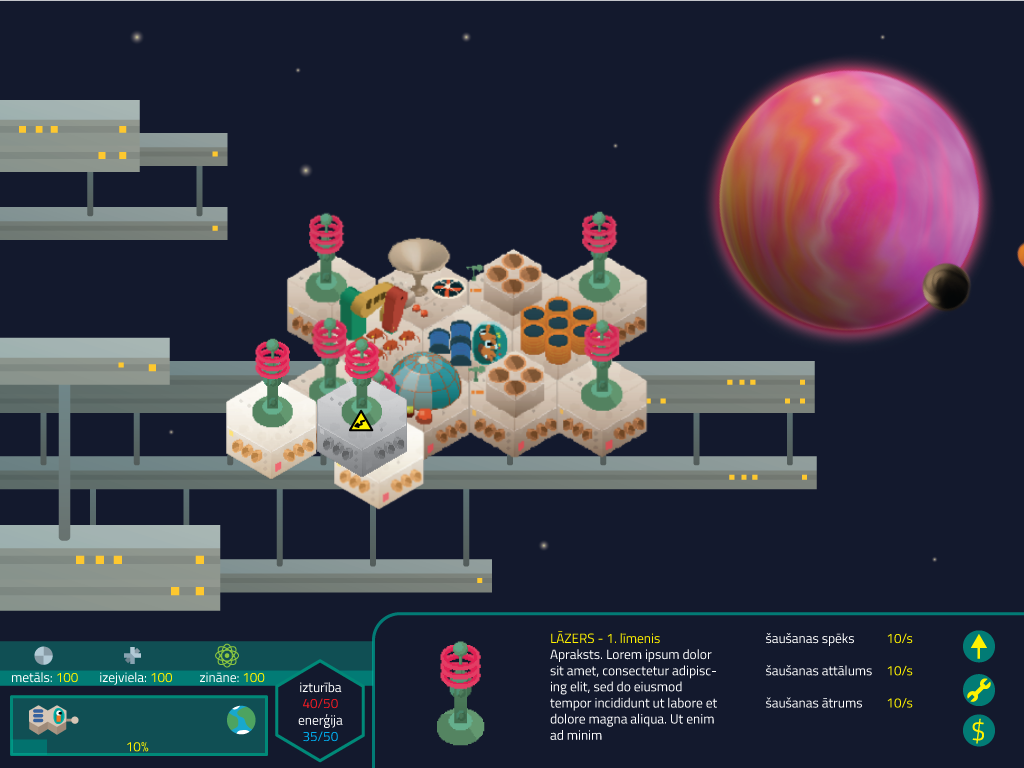 metāls: 100 izejviela: 100 zināne: 100
10%
izturība
40/50
enerģija
35/50
LĀZERS - 1. līmenis
Apraksts. Lorem ipsum dolor
sit amet, consectetur adipisc-
ing elit, sed do eiusmod
tempor incididunt ut labore et
dolore magna aliqua. Ut enim
ad minim
šaušanas spēks 10/s
šaušanas attālums 10/s
šaušanas ātrums 10/s
$